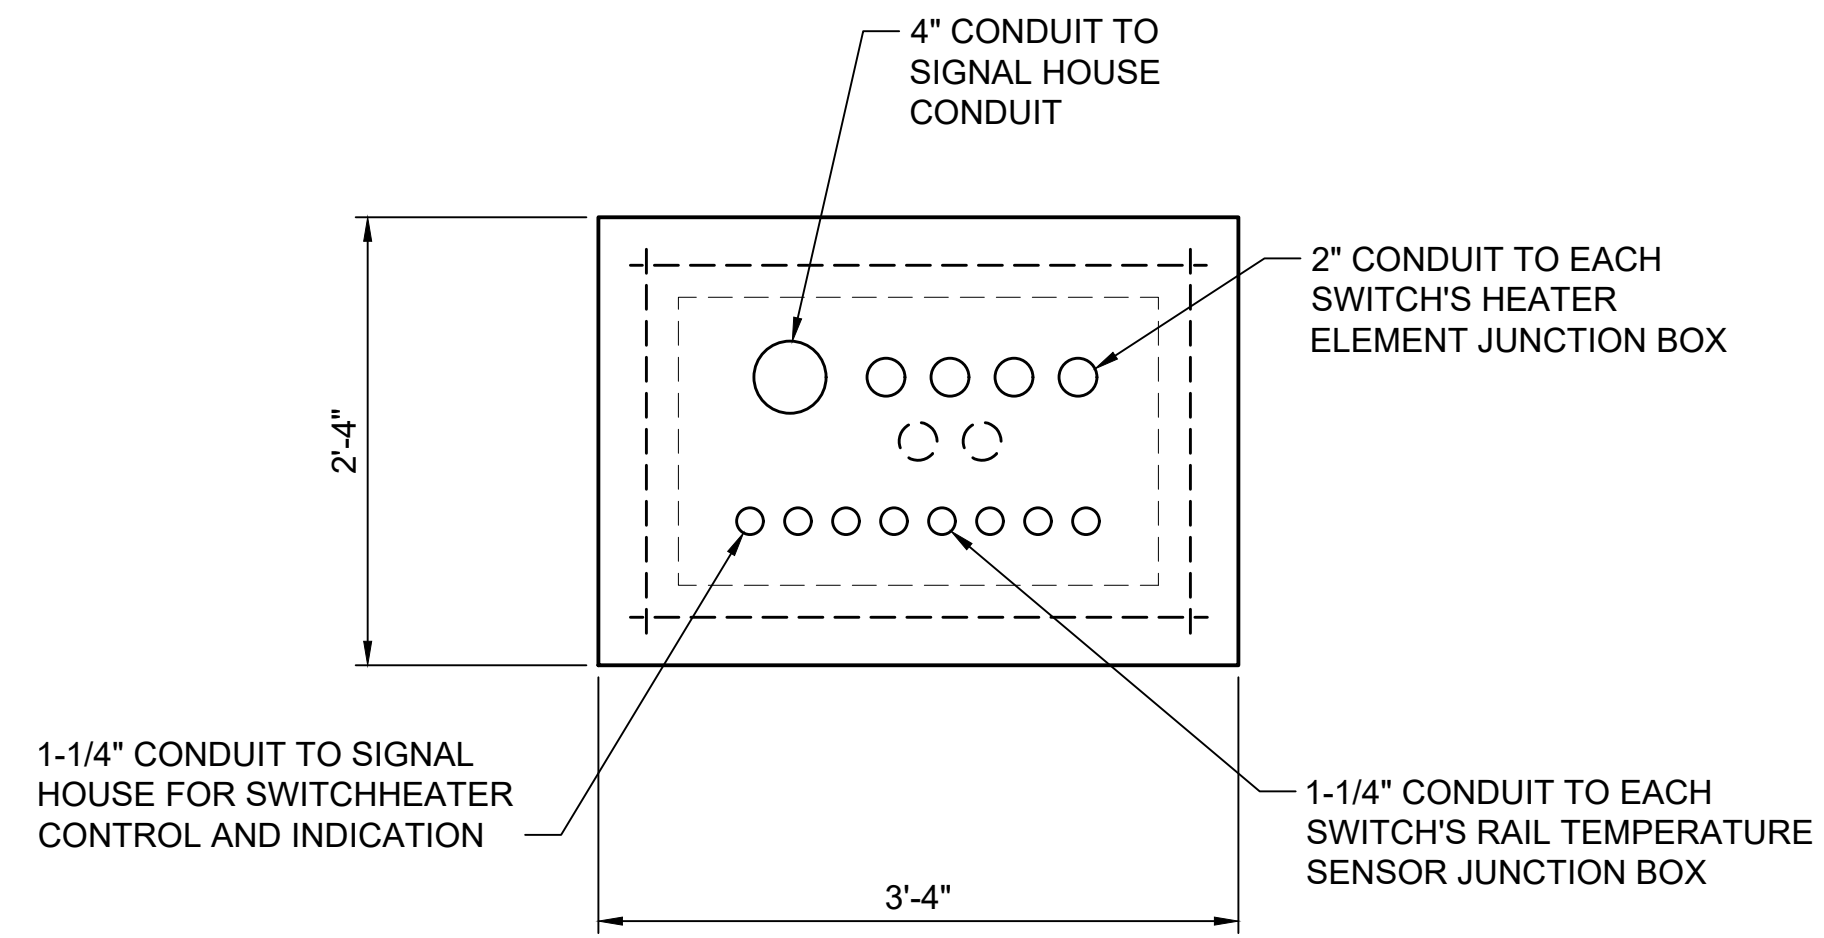 4" CONDUIT TO
SIGNAL HOUSE
CONDUIT
2" CONDUIT TO EACH
SWITCH'S HEATER
ELEMENT JUNCTION BOX
2'-4"
1-1/4" CONDUIT TO SIGNAL
HOUSE FOR SWITCHHEATER
CONTROL AND INDICATION
1-1/4" CONDUIT TO EACH
SWITCH'S RAIL TEMPERATURE
SENSOR JUNCTION BOX
3'-4"